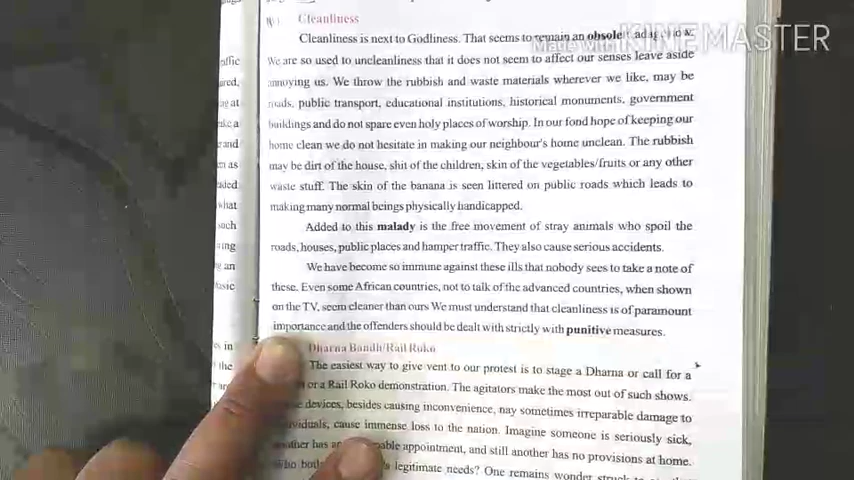 Cleanliness
Cleanliness is next to Godliness. That seems to remain an
We are so used to uncleanliness that it does not seem to affect our senses leave aside
annoying us. We throw the rubbish and waste materials wherever we like, may be
roads, public transport, educational institutions, historical monuments, government
buildings and do not spare even holy places of worship. In our fond hope of keeping our
home clean we do not hesitate in making our neighbour's home unclean. The rubbish
may be dirt of the house, shit of the children, skin of the vegetables/fruits or any other
waste stuff. The skin of the banana is seen littered on public roads which leads to
making many normal beings physically handicapped.
Added to this malady is the free movement of stray animals who spoil the
roads, houses, public places and hamper traffic. They also cause serious accidents.
We have become so immune against these ills that nobody sees to take a note of
these. Even some African countries, not to talk of the advanced countries, when shown
on the TV, seem cleaner than ours We must understand that cleanliness is of paramount
importance and the offenders should be dealt with strictly with punitive measures.
Dharna Bandh/Rail Roko
The easiest way to give vent to our protest is to stage a Dharna or call for a
or a Rail Roko demonstration. The agitators make the most out of such shows.
devices, besides causing inconvenience, nay sometimes irreparable damage to
cause immense loss to the nation. Imagine someone is seriously sick,
another has appointment, and still another has no provisions at home.
Who legitimate needs? One remains wonder
Made with KINEMASTER